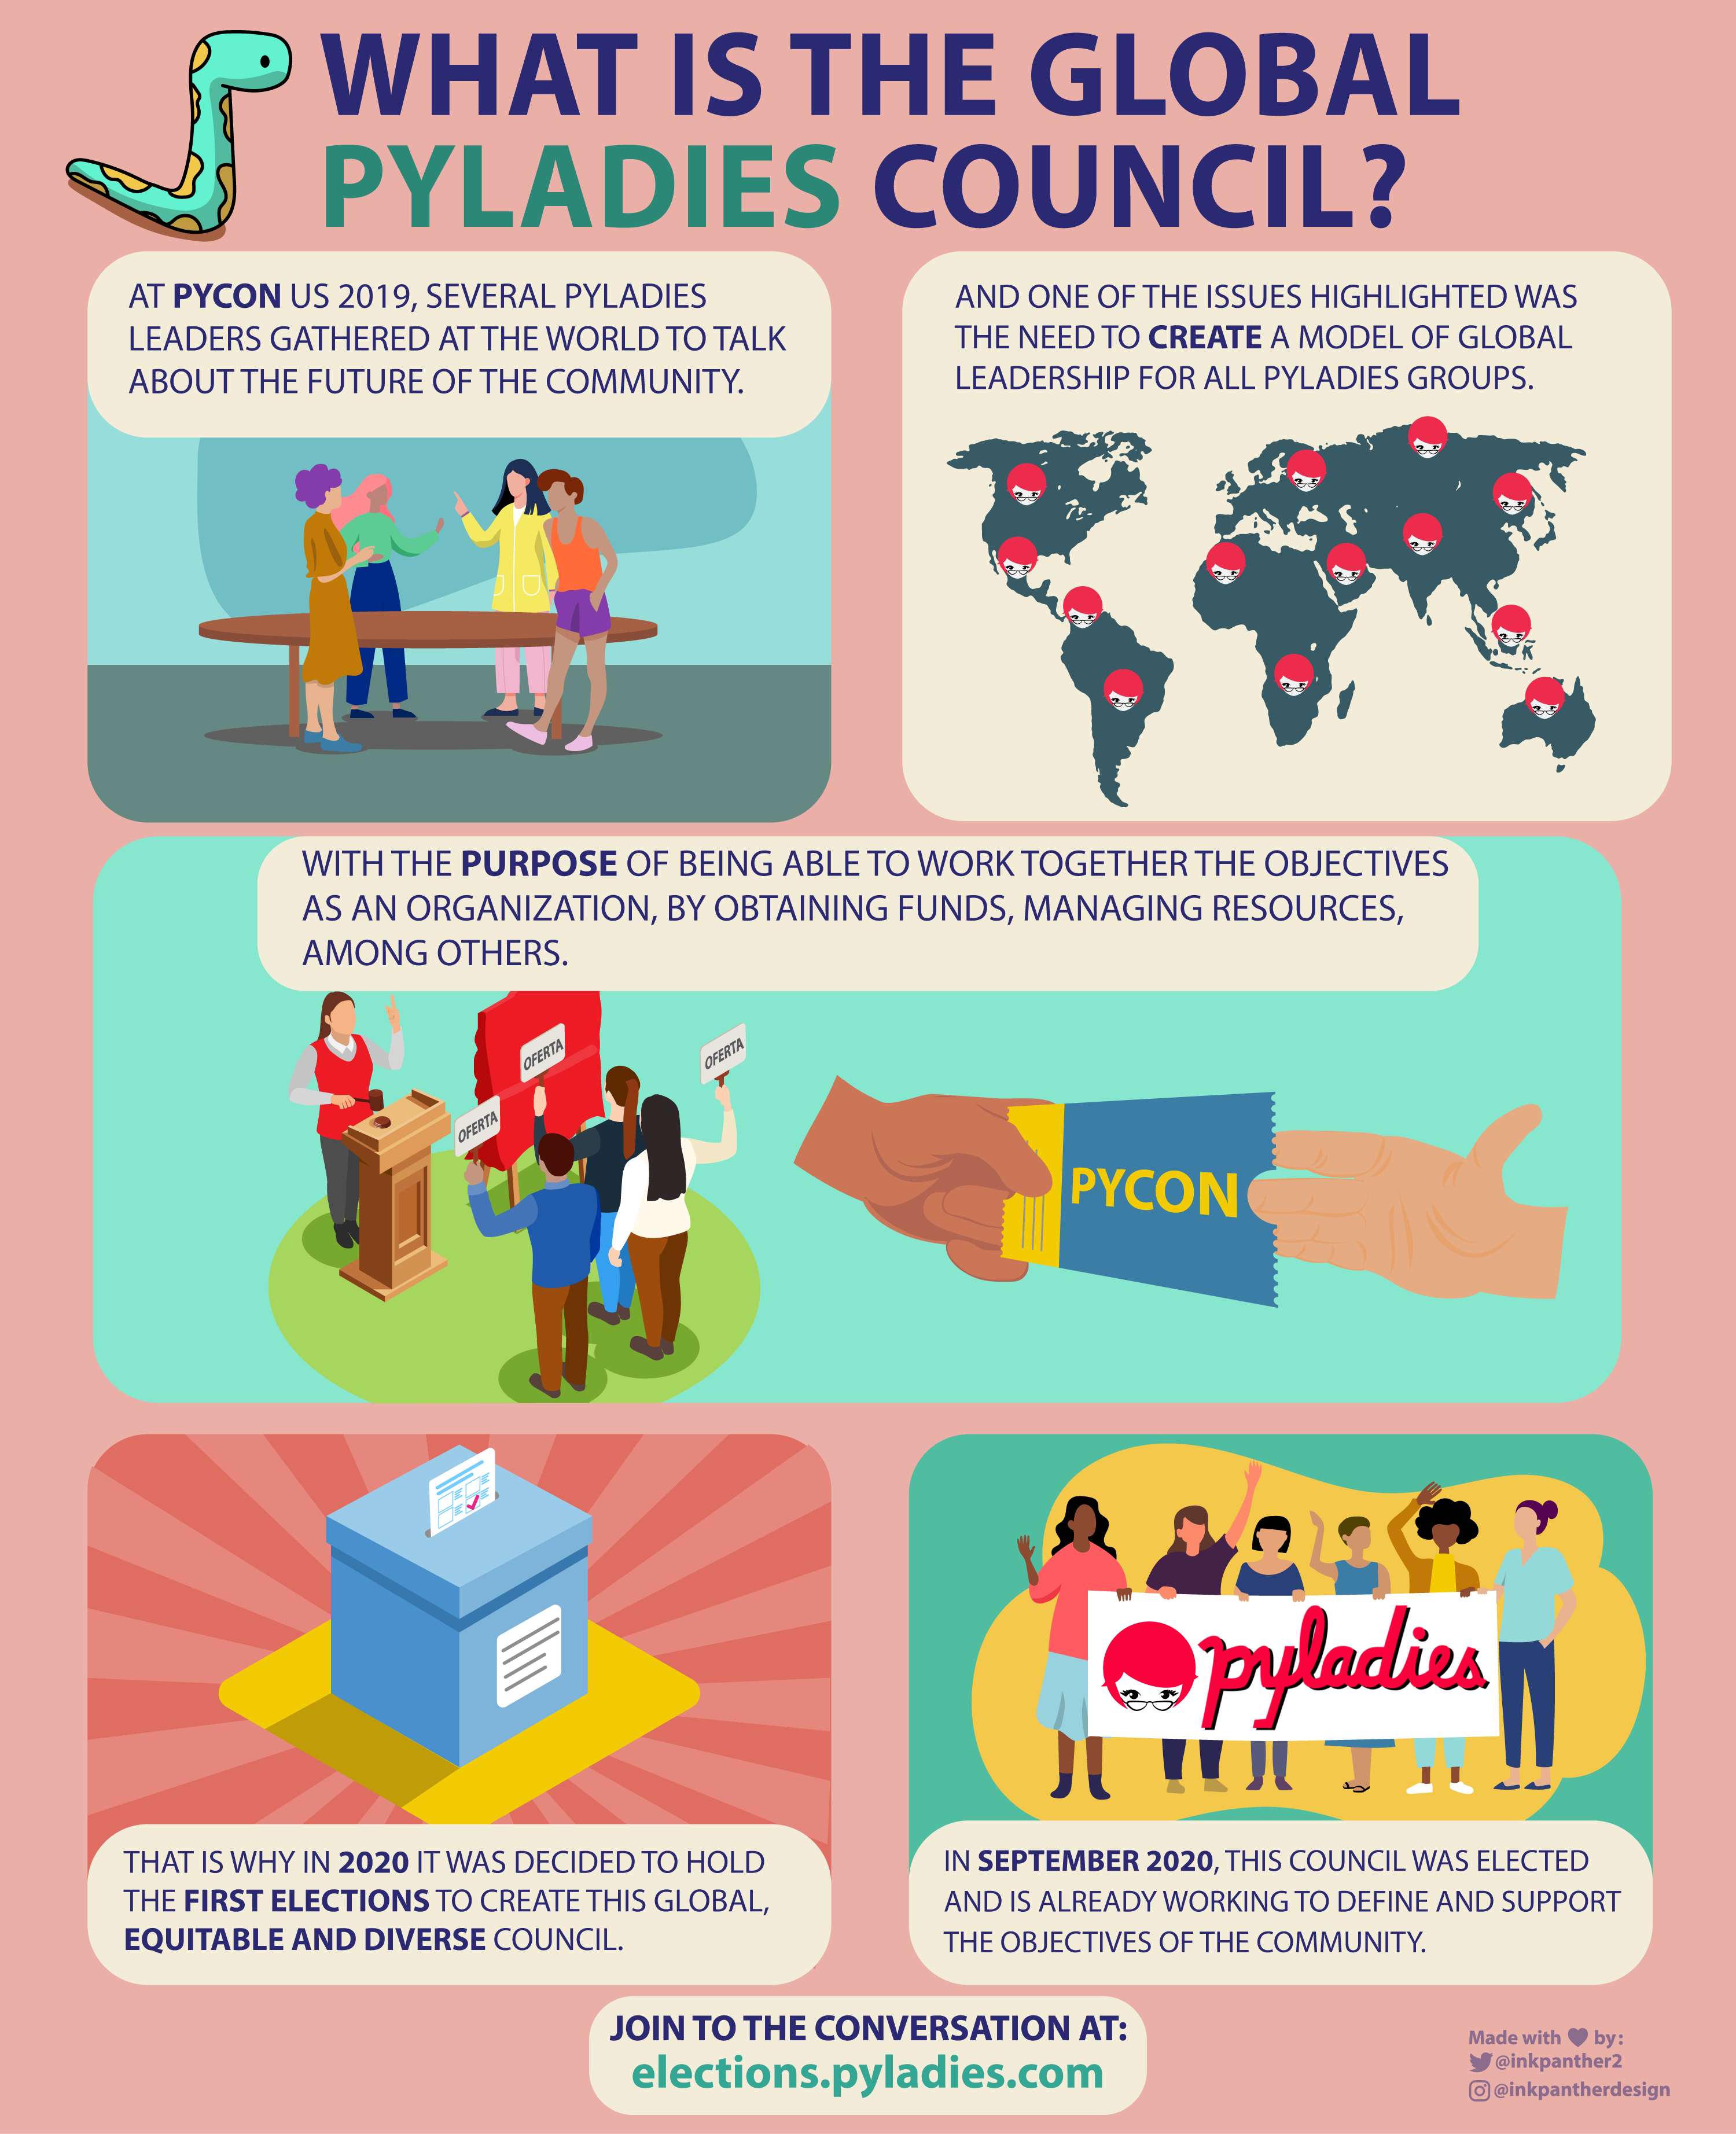 WHAT IS THE GLOBAL
PYLADIES COUNCIL?
AT PYCON US 2019, SEVERAL PYLADIES
LEADERS GATHERED AT THE WORLD TO TALK
ABOUT THE FUTURE OF THE COMMUNITY.
AND ONE OF THE ISSUES HIGHLIGHTED WAS
THE NEED TO CREATE A MODEL OF GLOBAL
LEADERSHIP FOR ALL PYLADIES GROUPS.
WITH THE PURPOSE OF BEING ABLE TO WORK TOGETHER THE OBJECTIVES
AS AN ORGANIZATION, BY OBTAINING FUNDS, MANAGING RESOURCES,
AMONG OTHERS.
OFERTA
OFERTA
OFERTA
PYCON
pyladies
THAT IS WHY IN 2020 IT WAS DECIDED TO HOLD
THE FIRST ELECTIONS TO CREATE THIS GLOBAL,
EQUITABLE AND DIVERSE COUNCIL.
IN SEPTEMBER 2020, THIS COUNCIL WAS ELECTED
AND IS ALREADY WORKING TO DEFINE AND SUPPORT
THE OBJECTIVES OF THE COMMUNITY.
JOIN TO THE CONVERSATION AT:
elections.pyladies.com
Made with ♥ by:
@inkpanther2
@inkpantherdesign